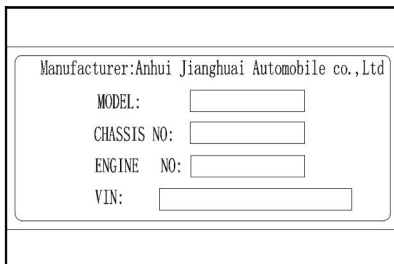 Manufacturer:Anhui Jianghuai Automobile co.,Ltd
MODEL:
CHASSIS NO:
ENGINE NO:
VIN: